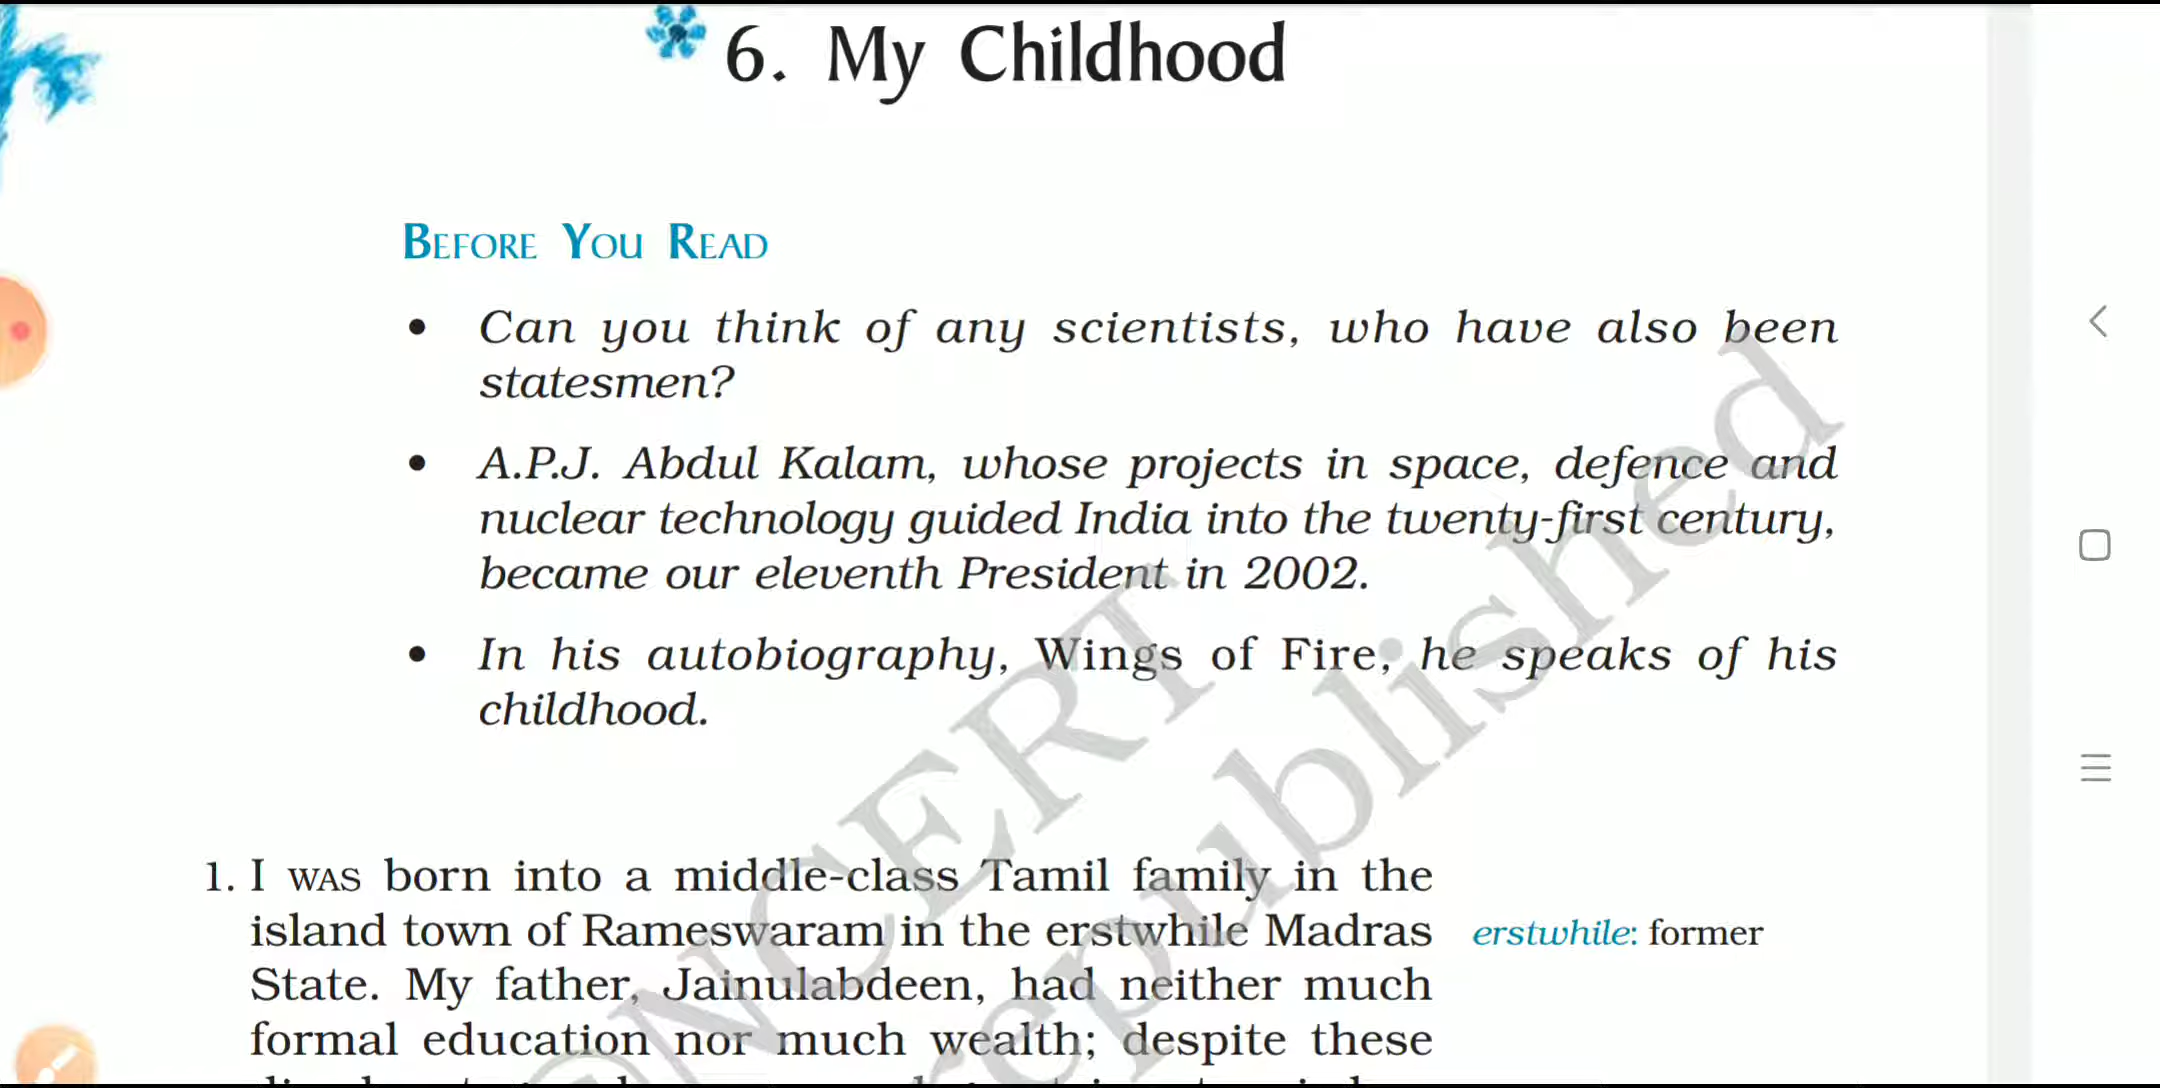 6. My Childhood
BEFORE YOU READ
• Can you think of any scientists, who have also been
statesmen?
• A.P.J. Abdul Kalam, whose projects in space, defence and
nuclear technology guided India into the twenty-first century,
became our eleventh President in 2002.
• In his autobiography, Wings of Fire, he speaks of his
childhood.
1. I WAS born into a middle-class Tamil family in the
island town of Rameswaram in the erstwhile Madras
erstwhile: former
State. My father, Jainulabdeen, had neither much
formal education nor much wealth; despite these
NCERT
republished